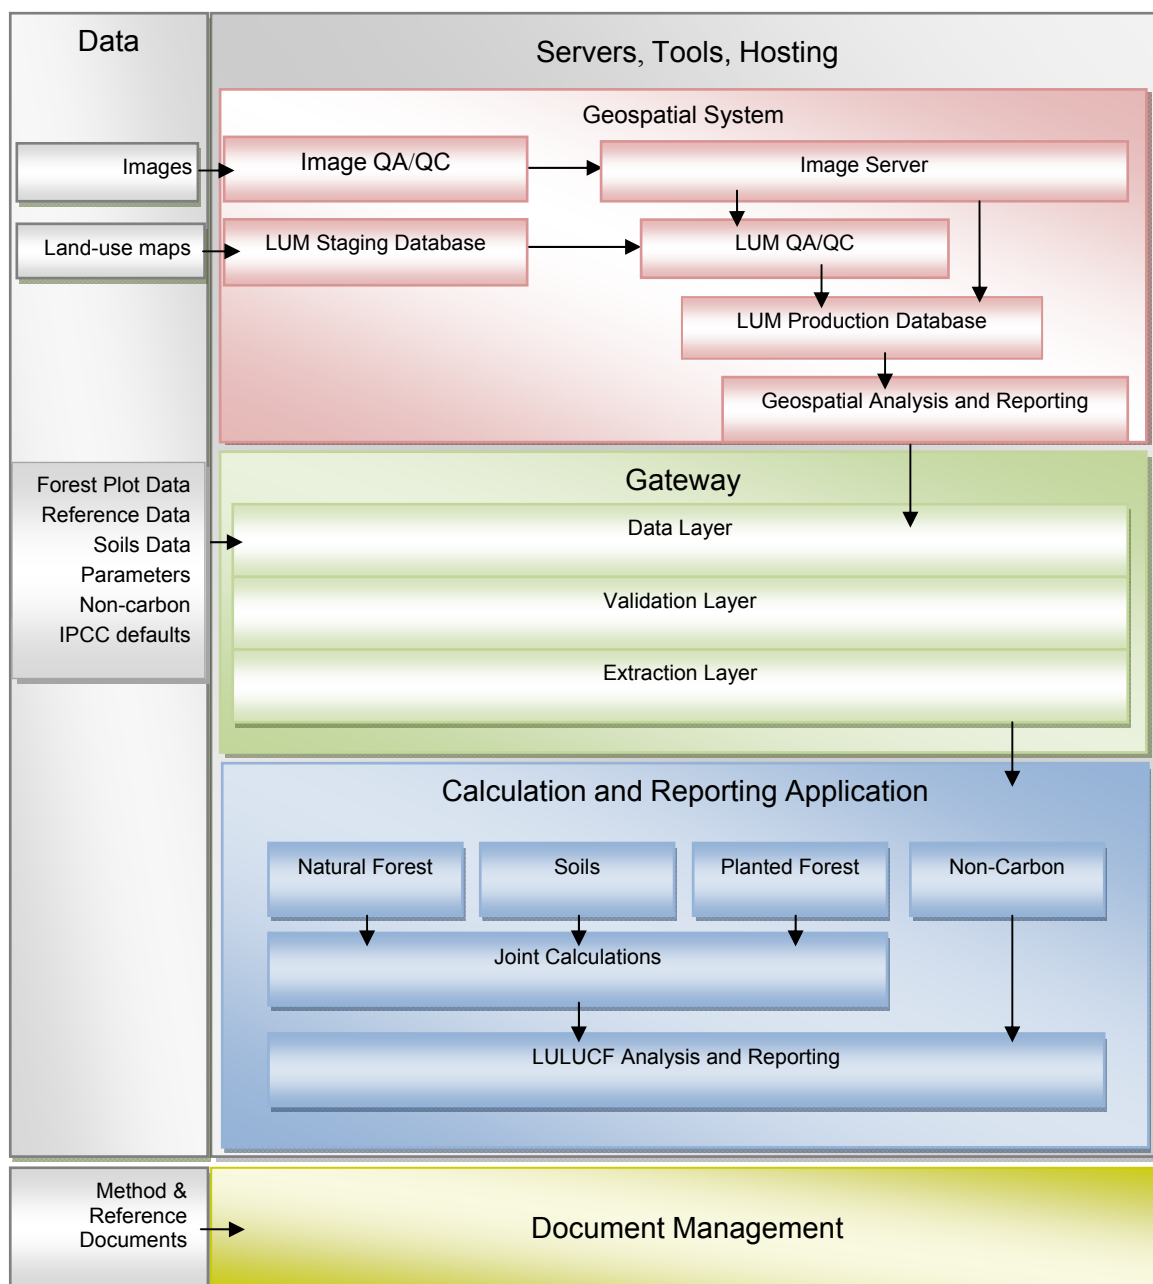 Data
Servers, Tools, Hosting
Geospatial System
Images
Image QA/QC
Image Server
Land-use maps
LUM Staging Database
LUM QA/QC
LUM Production Database
Geospatial Analysis and Reporting
Gateway
Forest Plot Data
Reference Data
Soils Data
Parameters
Non-carbon
IPCC defaults
Data Layer
Validation Layer
Extraction Layer
Calculation and Reporting Application
Natural Forest
Soils
Planted Forest
Non-Carbon
Joint Calculations
LULUCF Analysis and Reporting
Method &
Reference
Documents
Document Management